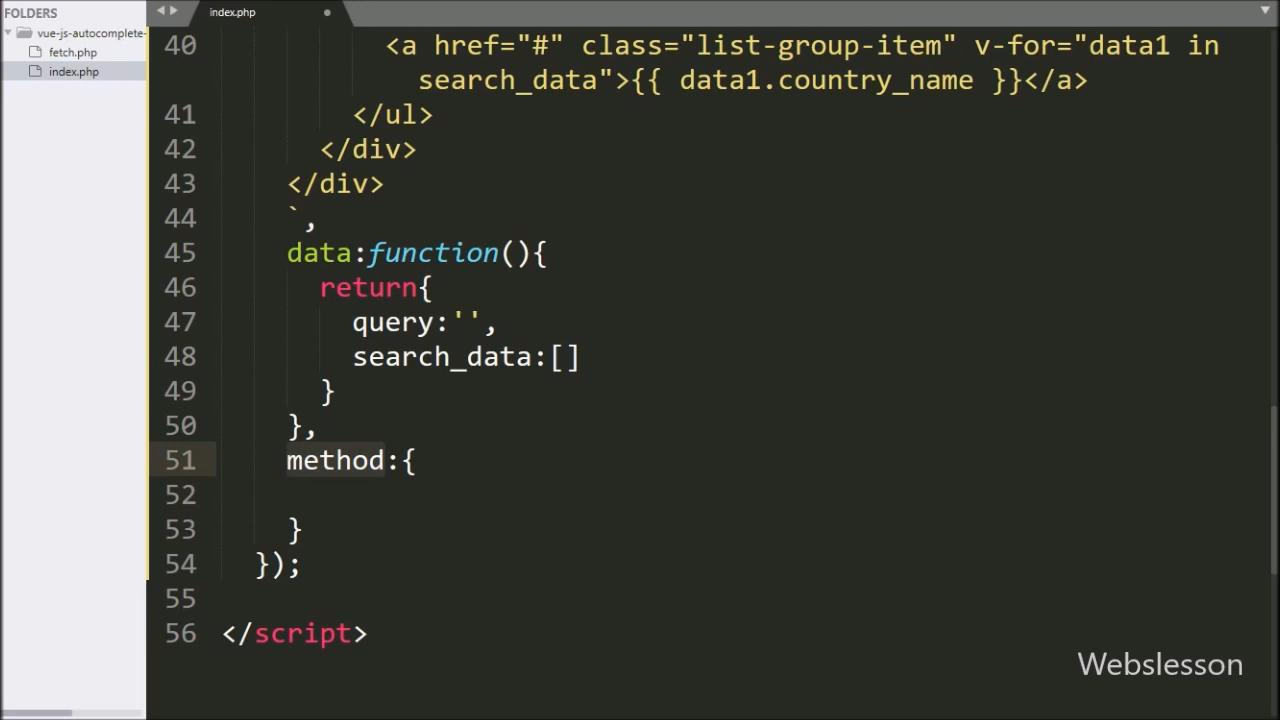 FOLDERS
vue-js-autocomplete-
fetch.php
index.php
index.php
40 <a href="#" class="list-group-item" v-for="data1 in
search_data">{{ data1.country_name }}</a>
41 </ul>
42 </div>
43 </div>
44 `,
45 data:function(){
46 return{
47 query:'',
48 search_data:[]
49 }
50 },
51 method:{
52
53 }
54 });
55
56 </script>
Webslesson